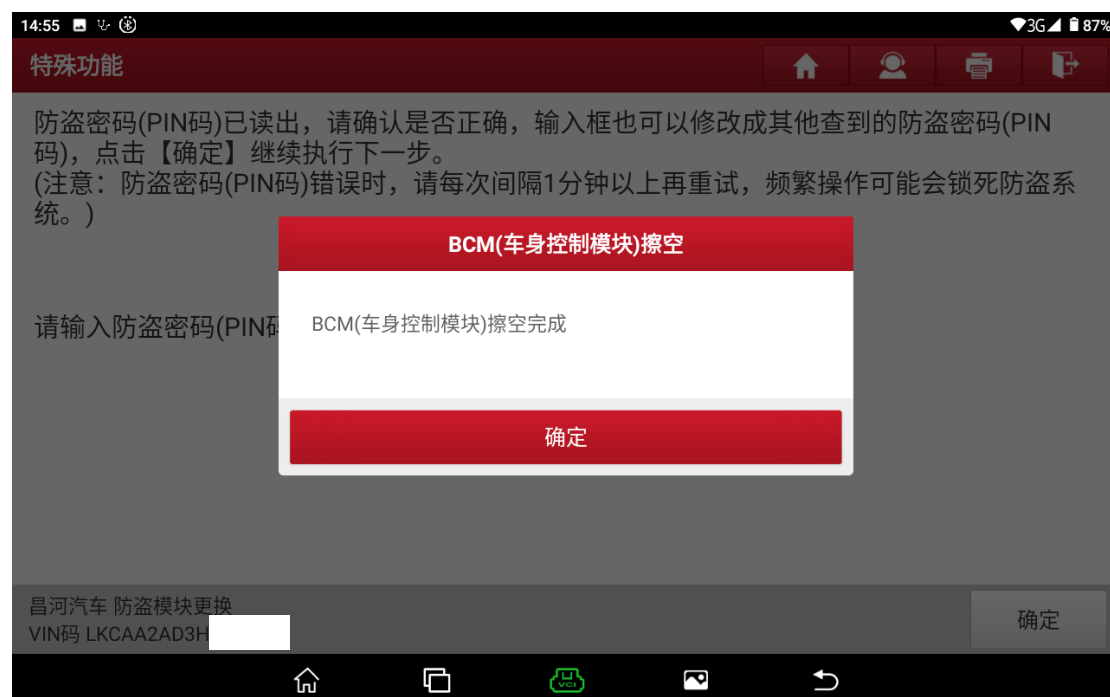 14:55
3G
87%
特殊功能
防盗密码(PIN码)已读出，请确认是否正确，输入框也可以修改成其他查到的防盗密码(PIN
码)，点击【确定】继续执行下一步。
(注意：防盗密码(PIN码)错误时，请每次间隔1分钟以上再重试，频繁操作可能会锁死防盗系
统。)
BCM(车身控制模块)擦空
请输入防盗密码(PIN码
BCM(车身控制模块)擦空完成
确定
昌河汽车 防盗模块更换
VIN码 LKCAA2AD3H
确定
VCI